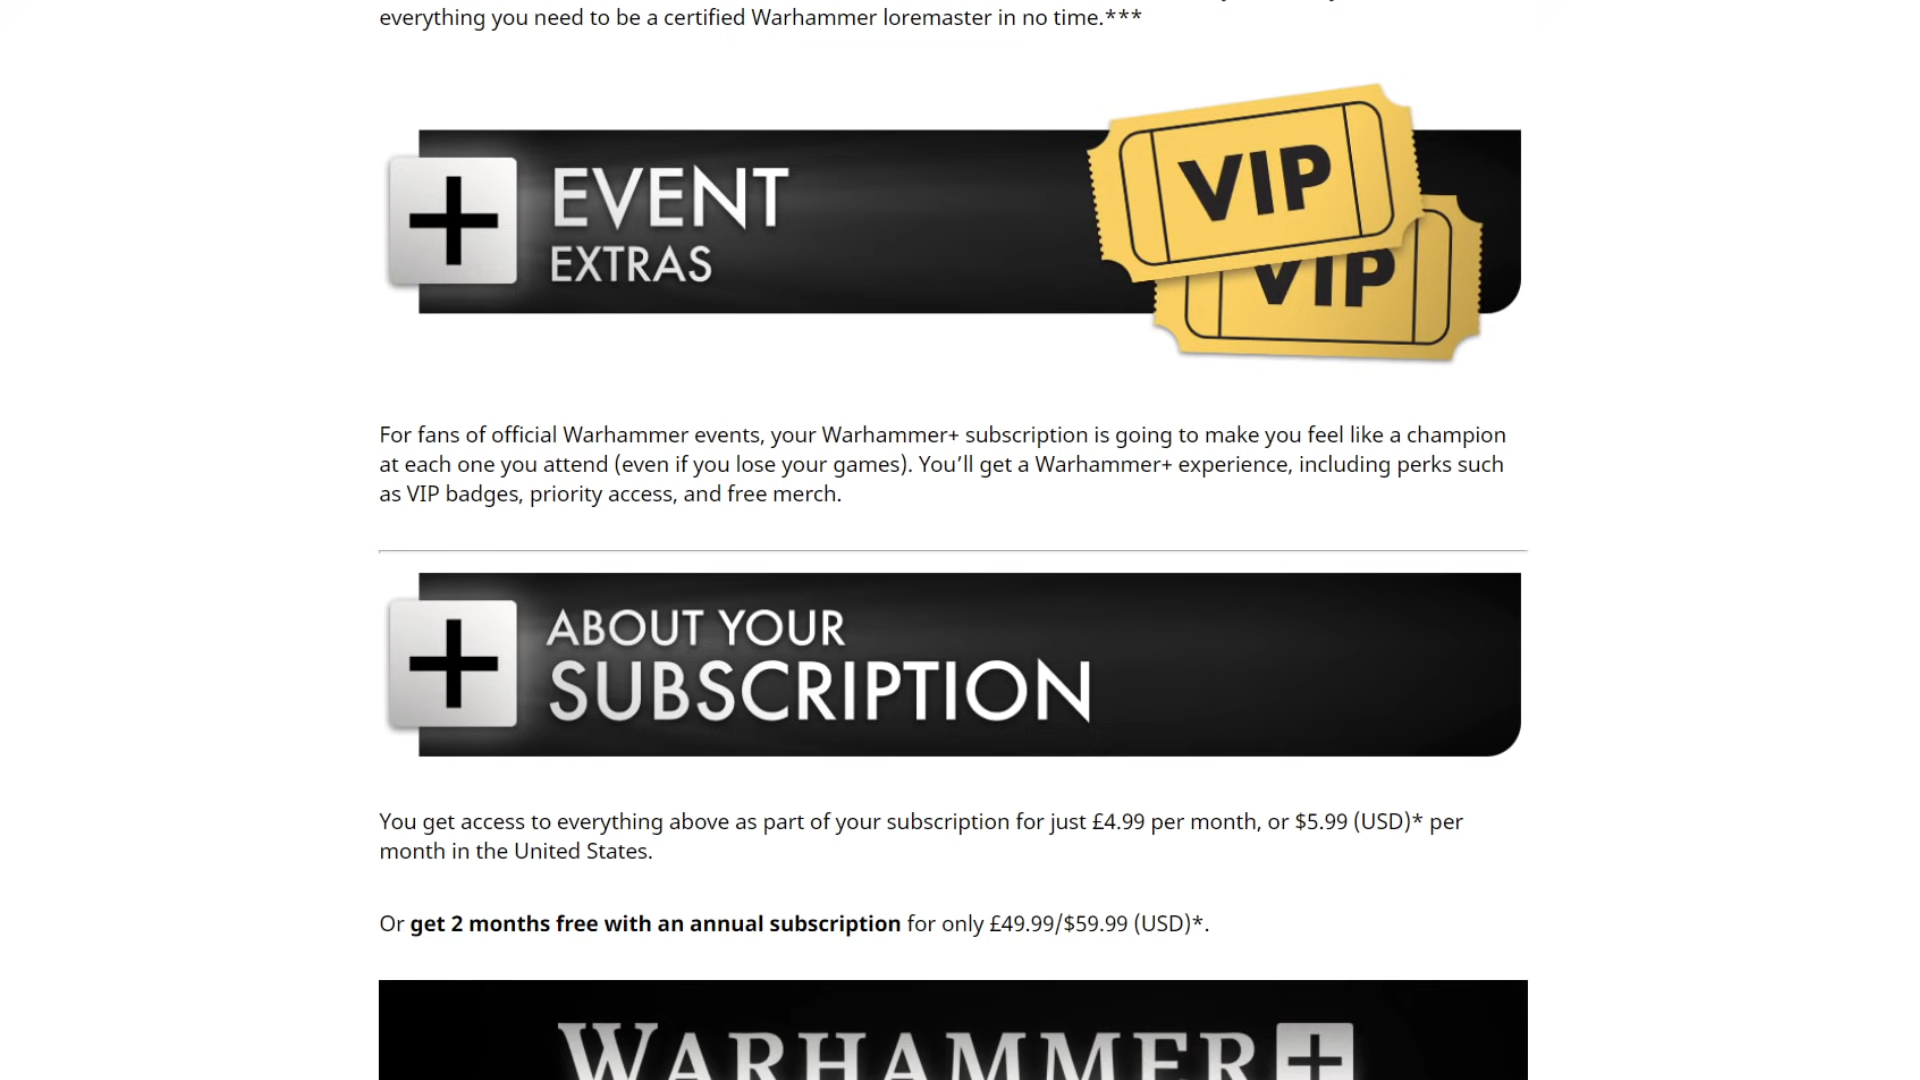 everything you need to be a certified Warhammer loremaster in no time.***
EVENT
EXTRAS
VIP
VIP
For fans of official Warhammer events, your Warhammer+ subscription is going to make you feel like a champion
at each one you attend (even if you lose your games). You’ll get a Warhammer+ experience, including perks such
as VIP badges, priority access, and free merch.
ABOUT YOUR
SUBSCRIPTION
You get access to everything above as part of your subscription for just £4.99 per month, or $5.99 (USD)* per
month in the United States.
Or get 2 months free with an annual subscription for only £49.99/$59.99 (USD)*.
WARHAMMER+